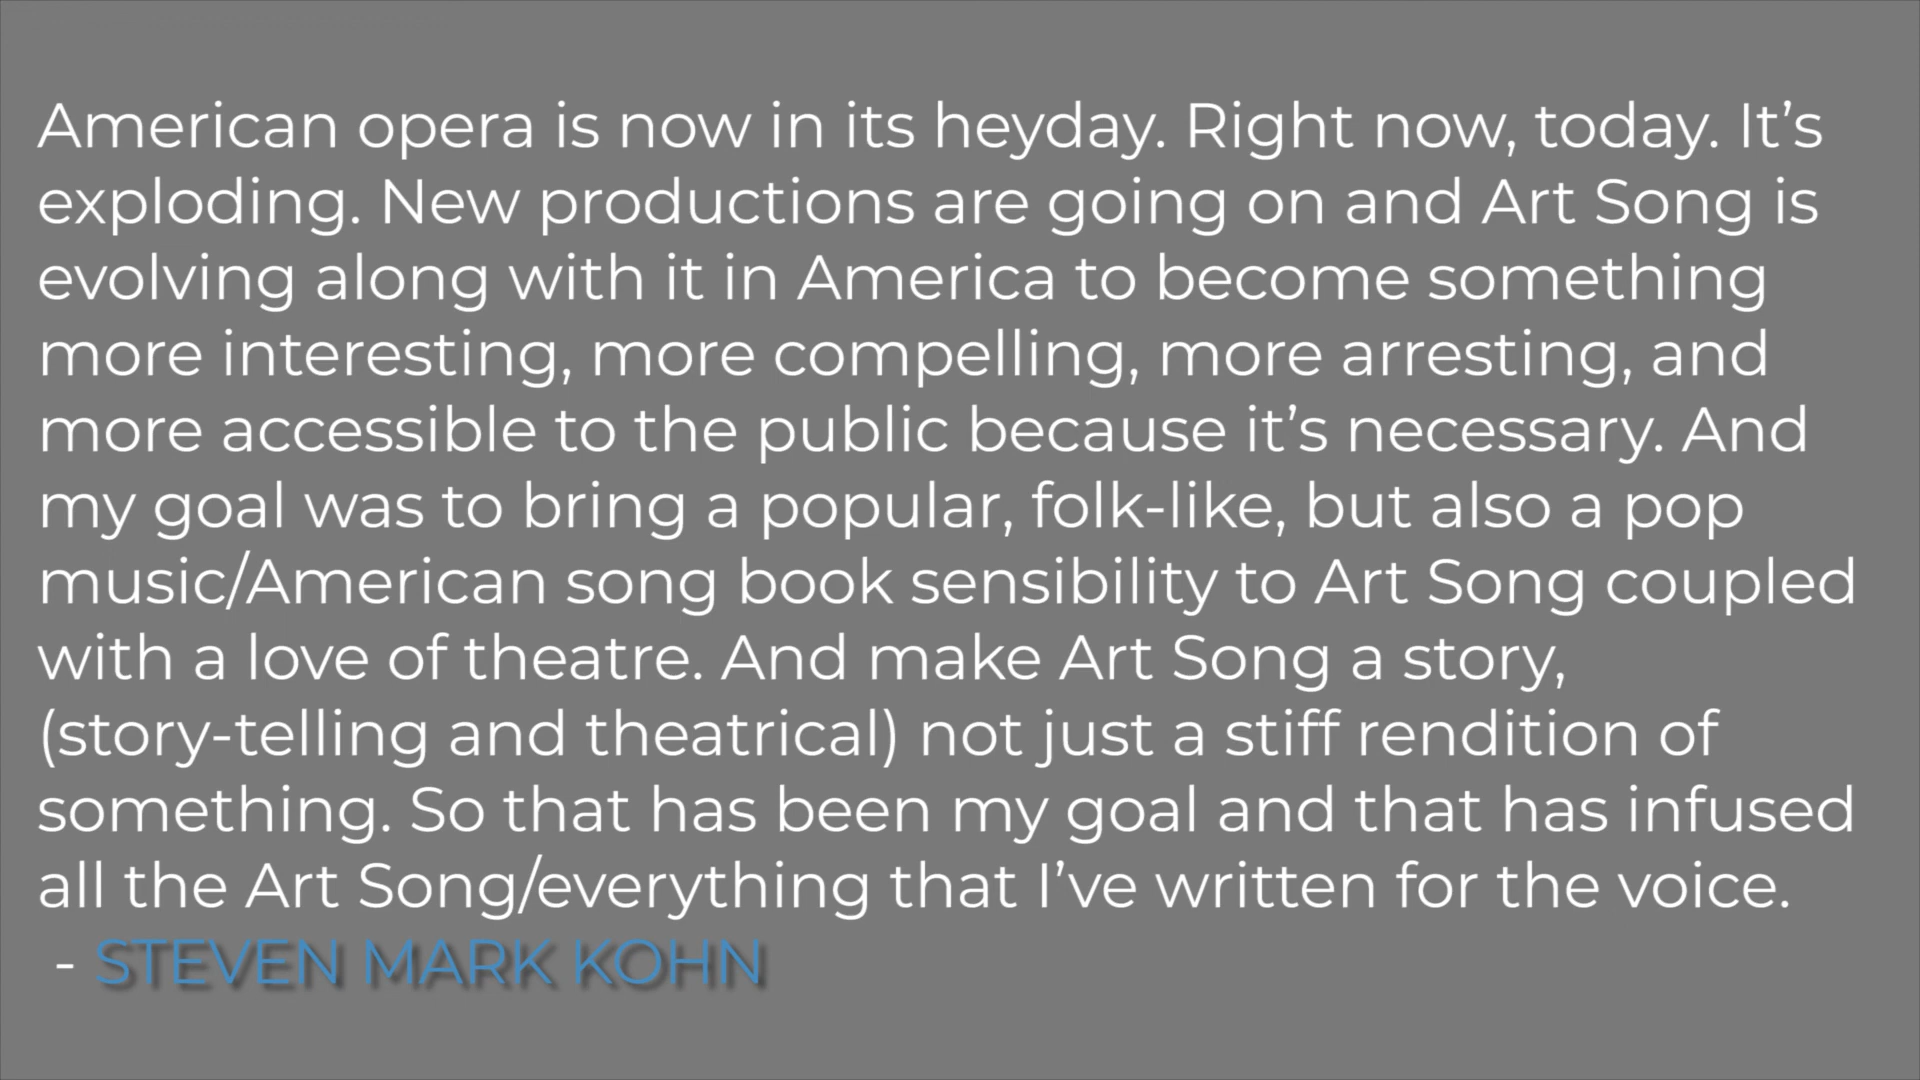 American opera is now in its heyday. Right now, today. It’s
exploding. New productions are going on and Art Song is
evolving along with it in America to become something
more interesting, more compelling, more arresting, and
more accessible to the public because it’s necessary. And
my goal was to bring a popular, folk-like, but also a pop
music/American song book sensibility to Art Song coupled
with a love of theatre. And make Art Song a story,
(story-telling and theatrical) not just a stiff rendition of
something. So that has been my goal and that has infused
all the Art Song/everything that I’ve written for the voice.
- STEVEN MARK KOHN